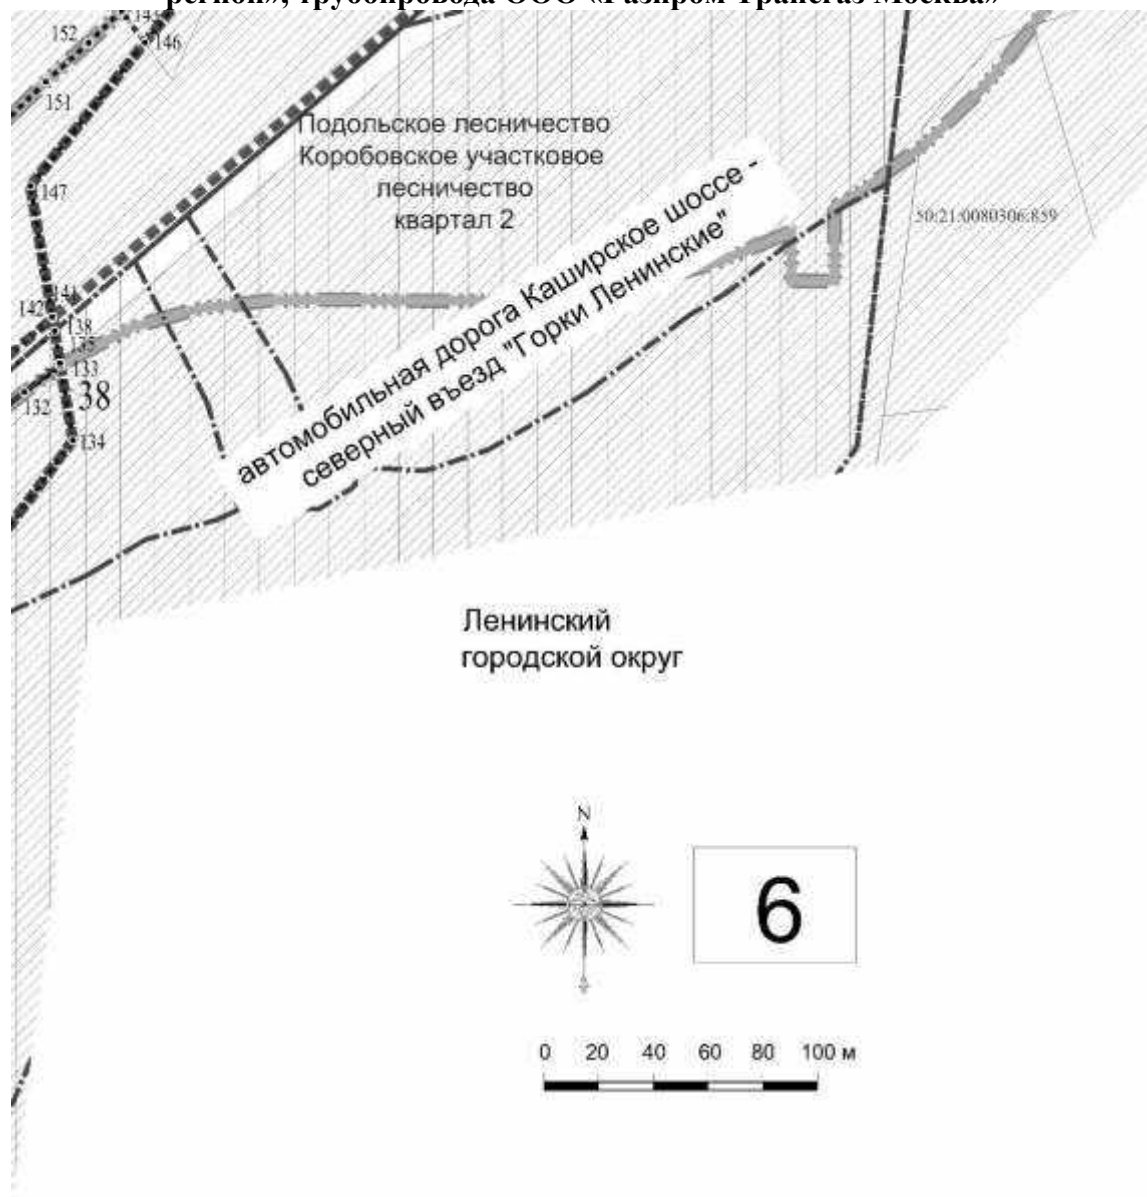 регион», трубопровода ООО «Газпром Трансгаз Москва»
152
146
151
Подольское лесничество
Коробовское участковое
лесничество
квартал 2
147
автомобильная дорога Каширское шоссе -
северный въезд "Горки Ленинские"
50:21:0080306:859
141
142
138
135
133
132
38
134
Ленинский
городской округ
N
6
0 20 40 60 80 100 м